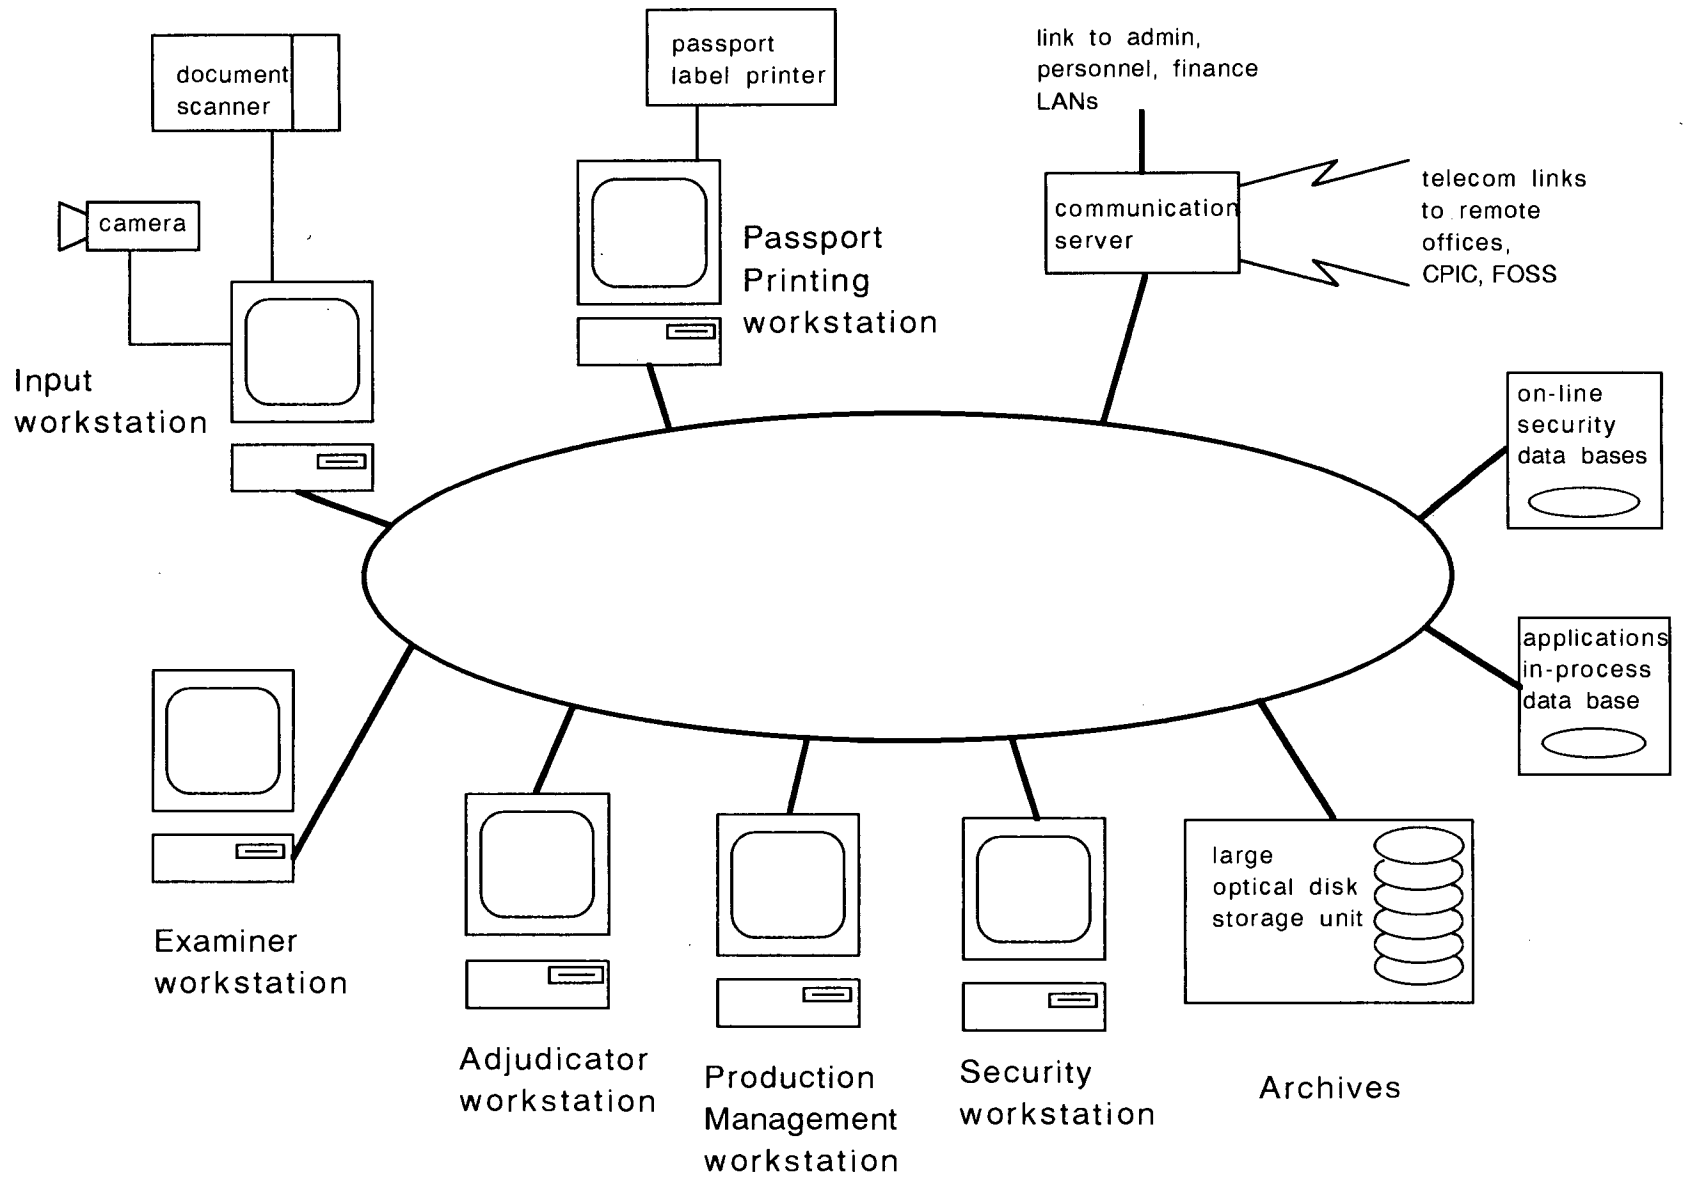 document
scanner
passport
label printer
link to admin,
personnel, finance
LANs
camera
communication
server
telecom links
to remote
offices,
CPIC, FOSS
Passport
Printing
workstation
Input
workstation
on-line
security
data bases
applications
in-process
data base
large
optical disk
storage unit
Examiner
workstation
Adjudicator
workstation
Production
Management
workstation
Security
workstation
Archives